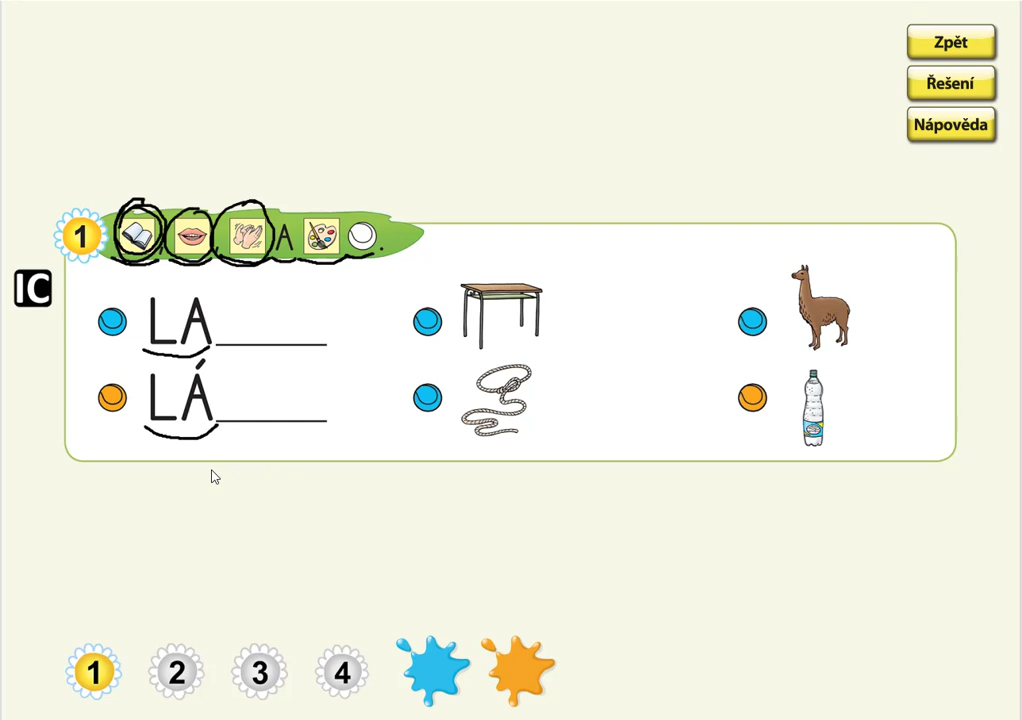 Zpět
Řešení
Nápověda
1 , , A .
IC
LA
LÁ
1 2 3 4